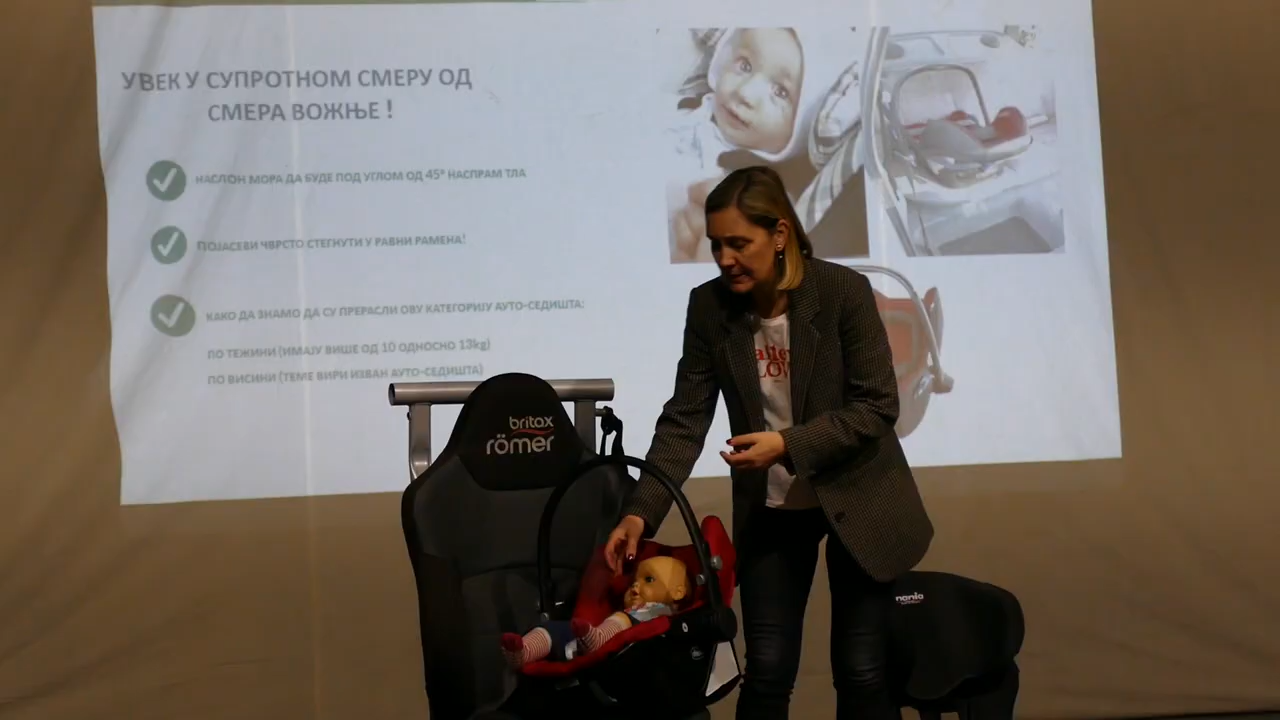 УВЕК У СУПРОТНОМ СМЕРУ ОД
СМЕРА ВОЖЊЕ !
НАСЛОН МОРА ДА БУДЕ ПОД УГЛОМ ОД 45° НАСПРАМ ТЛА
ПОЈАСЕВИ ЧВРСТО СТЕГНУТИ У РАВНИ РАМЕНА!
КАКО ДА ЗНАМО ДА СУ ПРЕРАСЛИ ОВУ КАТЕГОРИЈУ АУТО-СЕДИШТА:
ПО ТЕЖИНИ (ИМАЈУ ВИШЕ ОД 10 ОДНОСНО 13kg)
ПО ВИСИНИ (ТЕМЕ ВИРИ ИЗВАН АУТО-СЕДИШТА)
britax
römer
nania